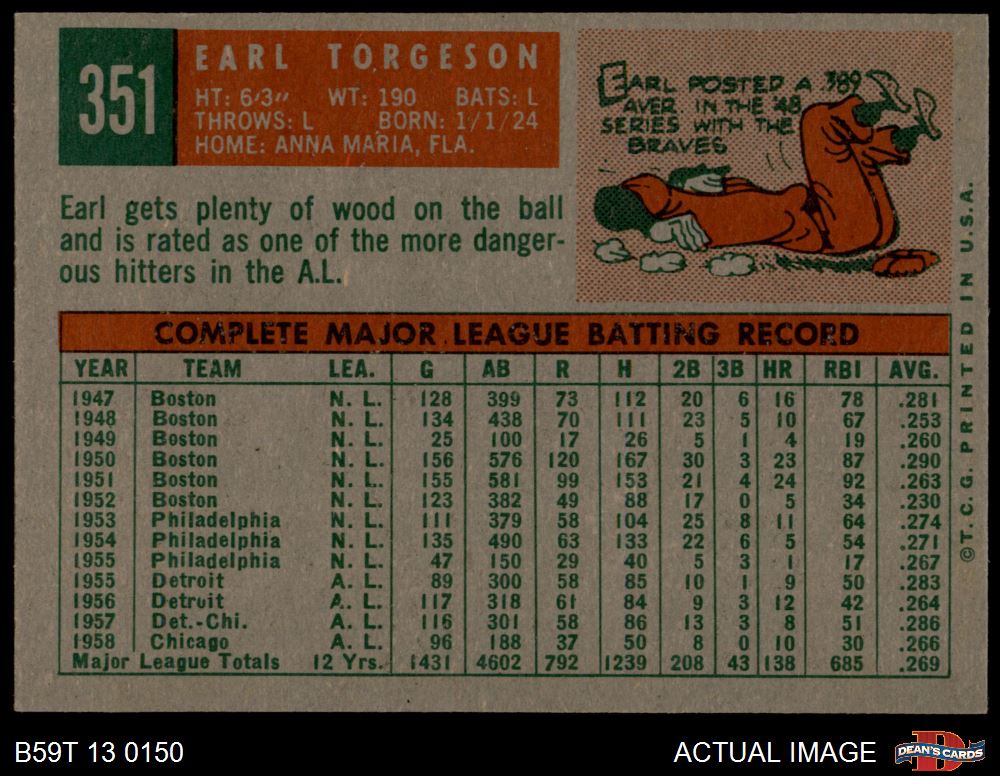 351
EARL TORGESON
HT: 6'3" WT: 190 BATS: L
THROWS: L BORN: 1/1/24
HOME: ANNA MARIA, FLA.
EARL POSTED A .389
AVER IN THE '48
SERIES WITH THE
BRAVES
Earl gets plenty of wood on the ball
and is rated as one of the more danger-
ous hitters in the A.L.
COMPLETE MAJOR LEAGUE BATTING RECORD
YEAR TEAM LEA. G AB R H 2B 3B HR RBI AVG.
1947 Boston N. L. 128 399 73 112 20 6 16 78 .281
1948 Boston N. L. 134 438 70 111 23 5 10 67 .253
1949 Boston N. L. 25 100 17 26 5 1 4 19 .260
1950 Boston N. L. 156 576 120 167 30 3 23 87 .290
1951 Boston N. L. 155 581 99 153 21 4 24 92 .263
1952 Boston N. L. 123 382 49 88 17 0 5 34 .230
1953 Philadelphia N. L. 111 379 58 104 25 8 11 64 .274
1954 Philadelphia N. L. 135 490 63 133 22 6 5 54 .271
1955 Philadelphia N. L. 47 150 29 40 5 3 1 17 .267
1955 Detroit A. L. 89 300 58 85 10 1 9 50 .283
1956 Detroit A. L. 117 318 61 84 9 3 12 42 .264
1957 Det.-Chi. A. L. 116 301 58 86 13 3 8 51 .286
1958 Chicago A. L. 96 188 37 50 8 0 10 30 .266
Major League Totals 12 Yrs. 1431 4602 792 1239 208 43 138 685 .269
©T.C.G. PRINTED IN U.S.A.
B59T 13 0150
ACTUAL IMAGE
D
DEAN'S CARDS